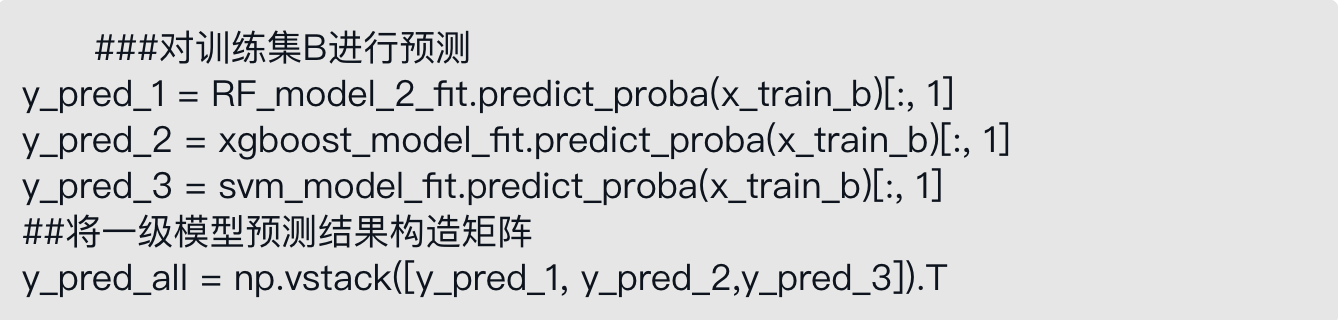 ###对训练集B进行预测
y_pred_1 = RF_model_2_fit.predict_proba(x_train_b)[:, 1]
y_pred_2 = xgboost_model_fit.predict_proba(x_train_b)[:, 1]
y_pred_3 = svm_model_fit.predict_proba(x_train_b)[:, 1]
##将一级模型预测结果构造矩阵
y_pred_all = np.vstack([y_pred_1, y_pred_2,y_pred_3]).T